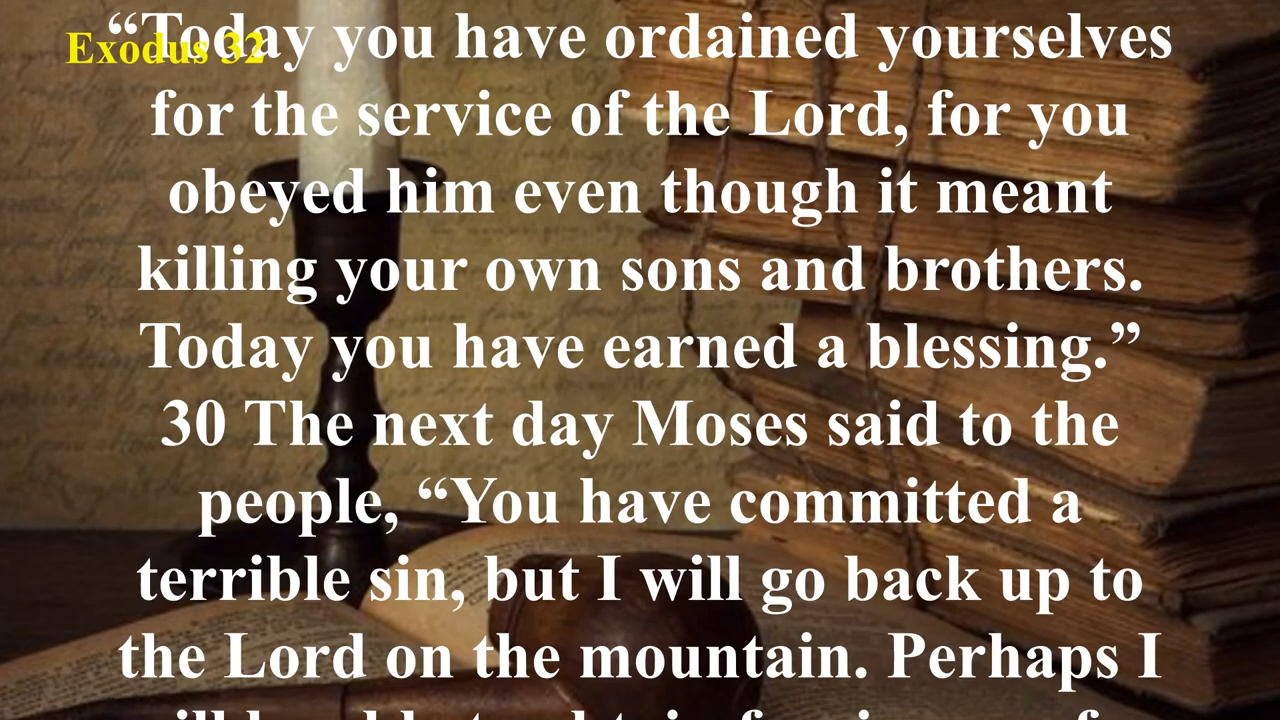 Exodus 32
“Today you have ordained yourselves
for the service of the Lord, for you
obeyed him even though it meant
killing your own sons and brothers.
Today you have earned a blessing.”
30 The next day Moses said to the
people, “You have committed a
terrible sin, but I will go back up to
the Lord on the mountain. Perhaps I